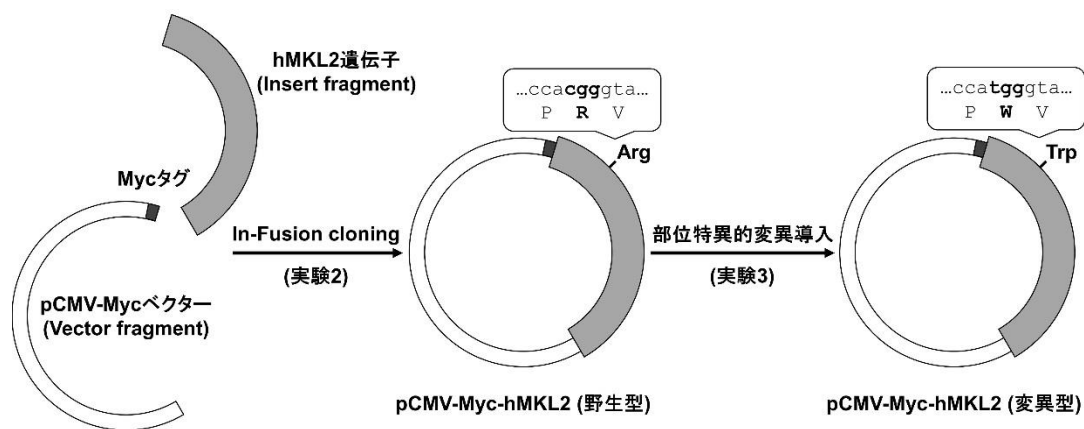 hMKL2遺伝子
(Insert fragment)
Mycタグ
pCMV-Mycベクター
(Vector fragment)
In-Fusion cloning
(実験2)
…ccacgggta…
P R V
Arg
pCMV-Myc-hMKL2 (野生型)
部位特異的変異導入
(実験3)
…ccatgggta…
P W V
Trp
pCMV-Myc-hMKL2 (変異型)